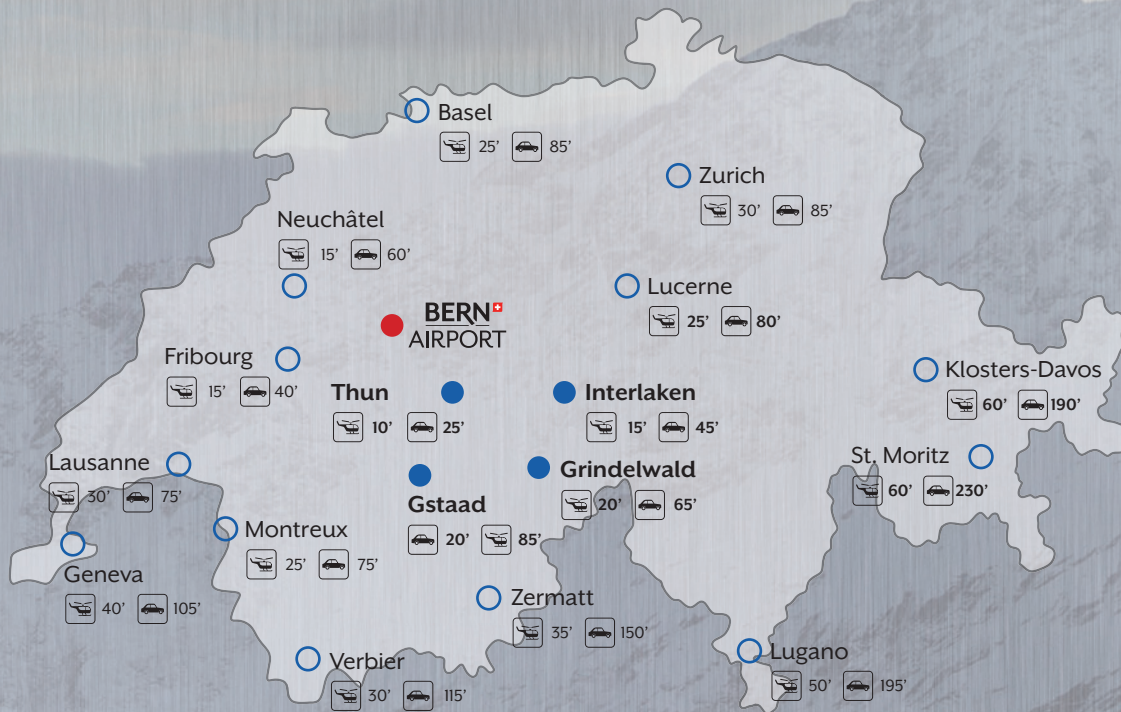 Basel
25’ 85’
Zurich
30’ 85’
Neuchâtel
15’ 60’
Lucerne
25’ 80’
BERN
AIRPORT
Fribourg
15’ 40’
Thun
10’ 25’
Interlaken
15’ 45’
Klosters-Davos
60’ 190’
Lausanne
30’ 75’
Gstaad
20’ 85’
Grindelwald
20’ 65’
St. Moritz
60’ 230’
Montreux
25’ 75’
Geneva
40’ 105’
Zermatt
35’ 150’
Verbier
30’ 115’
Lugano
50’ 195’